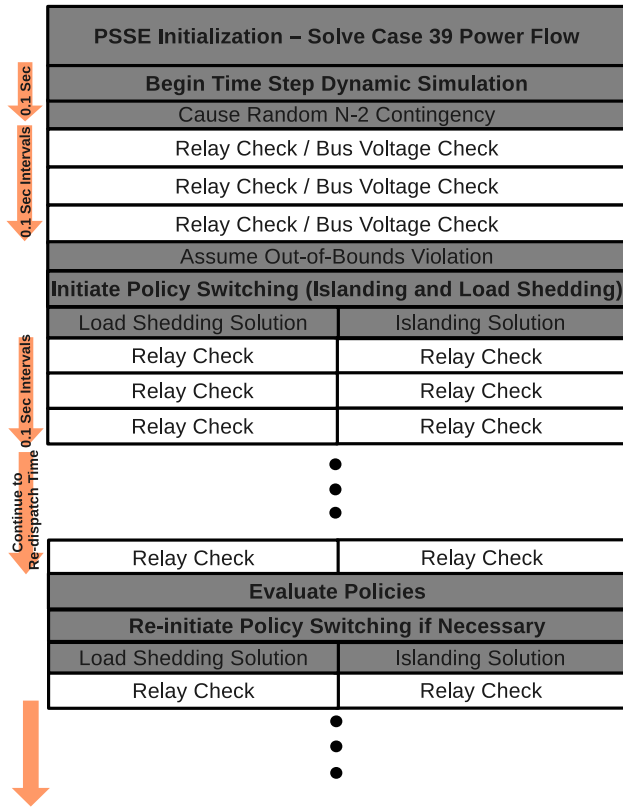 PSSE Initialization – Solve Case 39 Power Flow
0.1 Sec
Begin Time Step Dynamic Simulation
Cause Random N-2 Contingency
0.1 Sec Intervals
Relay Check / Bus Voltage Check
Relay Check / Bus Voltage Check
Relay Check / Bus Voltage Check
Assume Out-of-Bounds Violation
Initiate Policy Switching (Islanding and Load Shedding)
Load Shedding Solution Islanding Solution
0.1 Sec Intervals
Relay Check Relay Check
Relay Check Relay Check
Relay Check Relay Check
Continue to
Re-dispatch Time
Relay Check Relay Check
Evaluate Policies
Re-initiate Policy Switching if Necessary
Load Shedding Solution Islanding Solution
Relay Check Relay Check